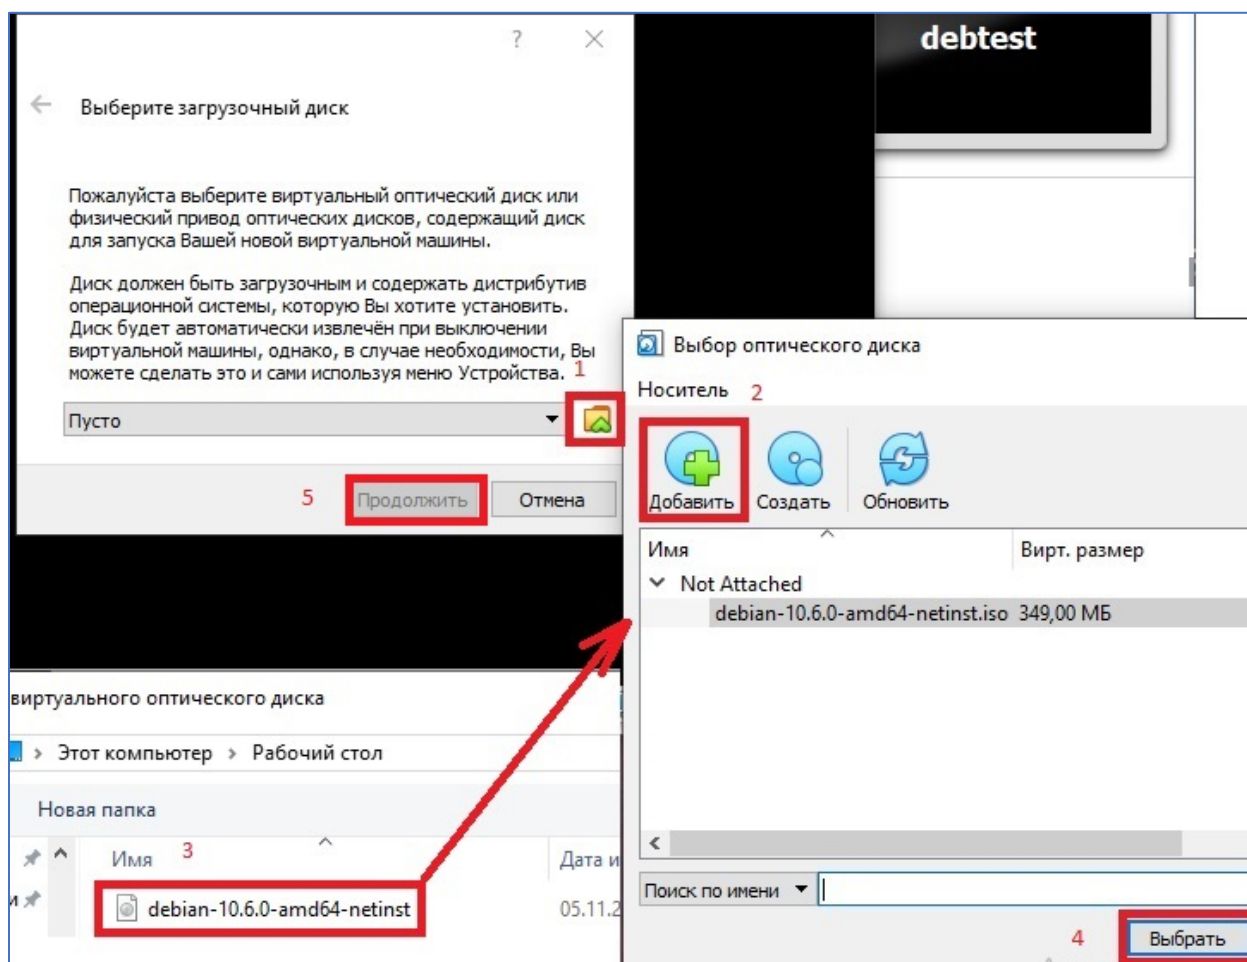 debtest
Выберите загрузочный диск
Пожалуйста выберите виртуальный оптический диск или
физический привод оптических дисков, содержащий диск
для запуска Вашей новой виртуальной машины.
Диск должен быть загрузочным и содержать дистрибутив
операционной системы, которую Вы хотите установить.
Диск будет автоматически извлечён при выключении
виртуальной машины, однако, в случае необходимости, Вы
можете сделать это и сами используя меню Устройства. 1
Пусто
5 Продолжить Отмена
Выбор оптического диска
Носитель 2
Добавить Создать Обновить
Имя Вирт. размер
Not Attached
debian-10.6.0-amd64-netinst.iso 349,00 МБ
Поиск по имени
4 Выбрать
виртуального оптического диска
Этот компьютер > Рабочий стол
Новая папка
Имя 3 Дата и
debian-10.6.0-amd64-netinst 05.11.2